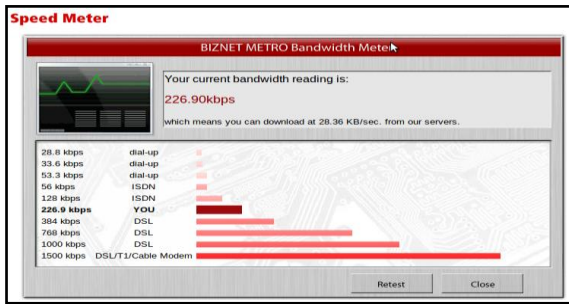 Speed Meter
BIZNET METRO Bandwidth Meter
Your current bandwidth reading is:
226.90kbps
which means you can download at 28.36 KB/sec. from our servers.
28.8 kbps dial-up
33.6 kbps dial-up
53.3 kbps dial-up
56 kbps ISDN
128 kbps ISDN
226.9 kbps YOU
384 kbps DSL
768 kbps DSL
1000 kbps DSL
1500 kbps DSL/T1/Cable Modem
Retest Close